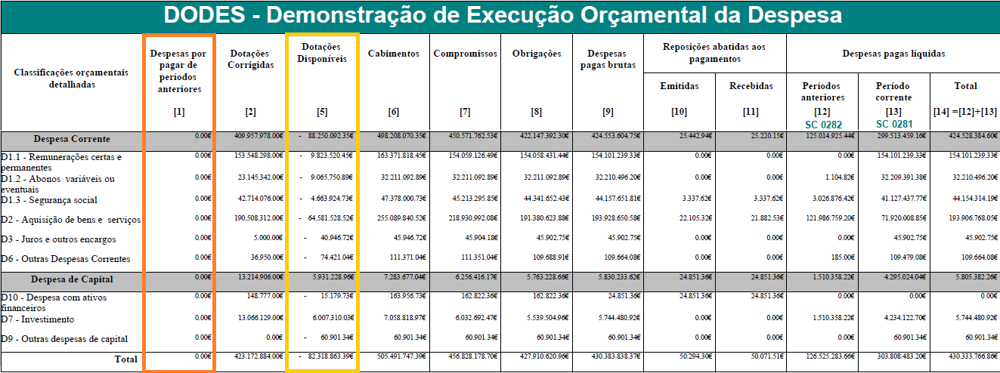 DODES - Demonstração de Execução Orçamental da Despesa
Classificações orçamentais detalhadas | Despesas por pagar de períodos anteriores [1] | Dotações Corrigidas [2] | Dotações Disponíveis [5] | Cabimentos [6] | Compromissos [7] | Obrigações [8] | Despesas pagas brutas [9] | Reposições abatidas aos pagamentos | Despesas pagas líquidas
Emitidas [10] | Recebidas [11] | Períodos anteriores [12] SC 0282 | Período corrente [13] SC 0281 | Total [14] =[12]+[13]
Despesa Corrente | 0.00€ | 409.957.978.00€ | - 88.250.092.35€ | 498.208.070.35€ | 450.571.762.53€ | 422.147.392.30€ | 424.553.604.75€ | 25.442.94€ | 25.220.15€ | 125.014.925.44€ | 299.513.459.16€ | 424.528.384.60€
D1.1 - Remunerações certas e permanentes | 0.00€ | 153.548.298.00€ | - 9.823.520.45€ | 163.371.818.45€ | 154.059.126.49€ | 154.058.431.44€ | 154.101.239.33€ | 0.00€ | 0.00€ | 0.00€ | 154.101.239.33€ | 154.101.239.33€
D1.2 - Abonos variáveis ou eventuais | 0.00€ | 23.145.342.00€ | - 9.065.750.89€ | 32.211.092.89€ | 32.211.092.89€ | 32.211.092.89€ | 32.210.496.20€ | 0.00€ | 0.00€ | 1.104.82€ | 32.209.391.38€ | 32.210.496.20€
D1.3 - Segurança social | 0.00€ | 42.714.076.00€ | - 4.663.924.73€ | 47.378.000.73€ | 45.213.295.85€ | 44.341.652.43€ | 44.157.651.81€ | 3.337.62€ | 3.337.62€ | 3.026.876.42€ | 41.127.437.77€ | 44.154.314.19€
D2 - Aquisição de bens e serviços | 0.00€ | 190.508.312.00€ | - 64.581.528.52€ | 255.089.840.52€ | 218.930.992.08€ | 191.380.623.88€ | 193.928.650.58€ | 22.105.32€ | 21.882.53€ | 121.986.759.20€ | 71.920.008.85€ | 193.906.768.05€
D3 - Juros e outros encargos | 0.00€ | 5.000.00€ | - 40.946.72€ | 45.946.72€ | 45.904.18€ | 45.902.75€ | 45.902.75€ | 0.00€ | 0.00€ | 0.00€ | 45.902.75€ | 45.902.75€
D6 - Outras Despesas Correntes | 0.00€ | 36.950.00€ | - 74.421.04€ | 111.371.04€ | 111.351.04€ | 109.688.91€ | 109.664.08€ | 0.00€ | 0.00€ | 185.00€ | 109.479.08€ | 109.664.08€
Despesa de Capital | 0.00€ | 13.214.906.00€ | 5.931.228.96€ | 7.283.677.04€ | 6.256.416.17€ | 5.763.228.66€ | 5.830.233.62€ | 24.851.36€ | 24.851.36€ | 1.510.358.22€ | 4.295.024.04€ | 5.805.382.26€
D10 - Despesa com ativos financeiros | 0.00€ | 148.777.00€ | - 15.179.73€ | 163.956.73€ | 162.822.36€ | 162.822.36€ | 24.851.36€ | 24.851.36€ | 24.851.36€ | 0.00€ | 0.00€ | 0.00€
D7 - Investimento | 0.00€ | 13.066.129.00€ | 6.007.310.03€ | 7.058.818.97€ | 6.032.692.47€ | 5.539.504.96€ | 5.744.480.92€ | 0.00€ | 0.00€ | 1.510.358.22€ | 4.234.122.70€ | 5.744.480.92€
D9 - Outras despesas de capital | 0.00€ | 0.00€ | - 60.901.34€ | 60.901.34€ | 60.901.34€ | 60.901.34€ | 60.901.34€ | 0.00€ | 0.00€ | 0.00€ | 60.901.34€ | 60.901.34€
Total | 0.00€ | 423.172.884.00€ | - 82.318.863.39€ | 505.491.747.39€ | 456.828.178.70€ | 427.910.620.96€ | 430.383.838.37€ | 50.294.30€ | 50.071.51€ | 126.525.283.66€ | 303.808.483.20€ | 430.333.766.86€